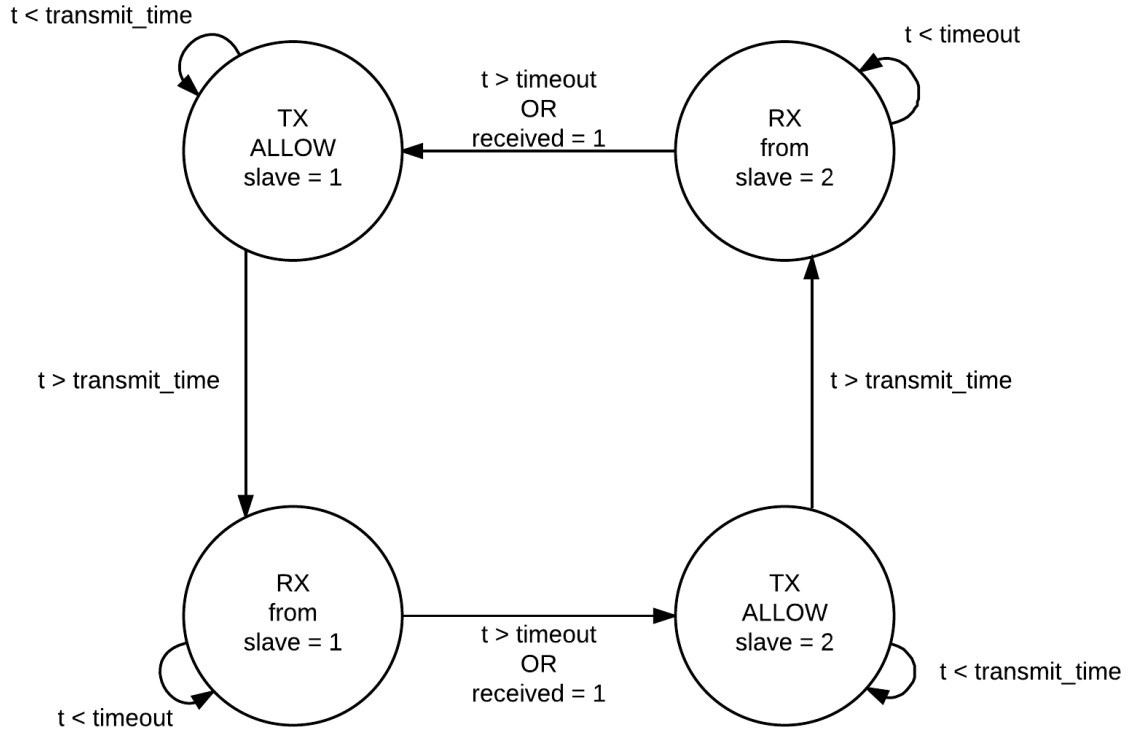 t < transmit_time
t < timeout
t > timeout
OR
received = 1
TX
ALLOW
slave = 1
RX
from
slave = 2
t > transmit_time
t > transmit_time
RX
from
slave = 1
TX
ALLOW
slave = 2
t > timeout
OR
received = 1
t < transmit_time
t < timeout